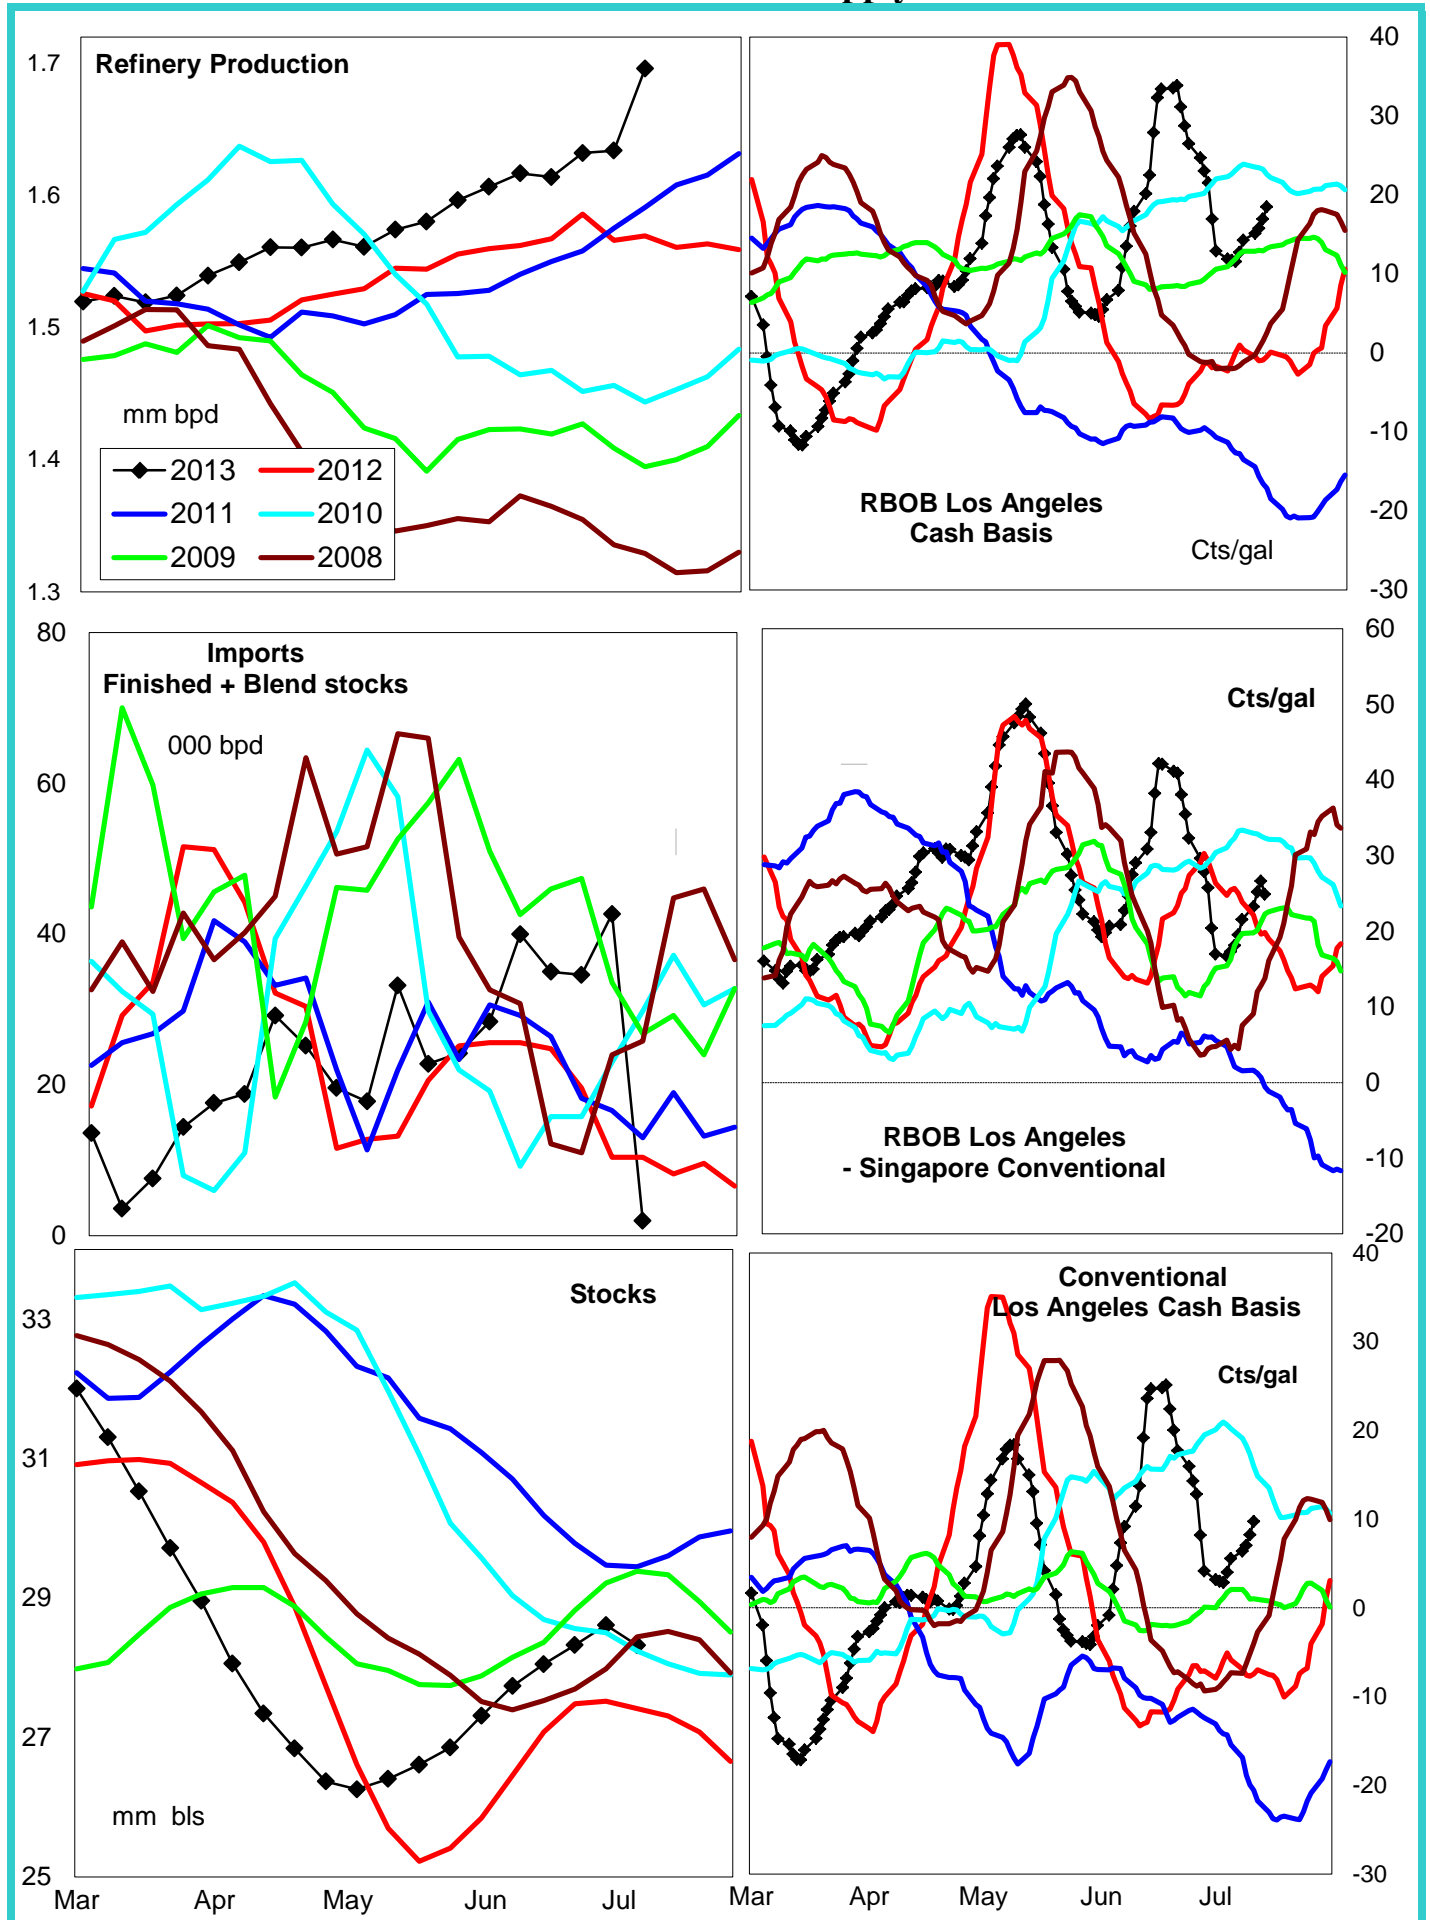 Refinery Production
1.7
1.6
1.5
1.4
1.3
mm bpd
2013
2012
2011
2010
2009
2008
40
30
20
10
0
-10
-20
-30
RBOB Los Angeles
Cash Basis
Cts/gal
80
60
40
20
0
Imports
Finished + Blend stocks
000 bpd
60
50
40
30
20
10
0
-10
-20
Cts/gal
RBOB Los Angeles
- Singapore Conventional
Stocks
33
31
29
27
25
mm bls
Mar
Apr
May
Jun
Jul
Conventional
Los Angeles Cash Basis
Cts/gal
40
30
20
10
0
-10
-20
-30
Mar
Apr
May
Jun
Jul